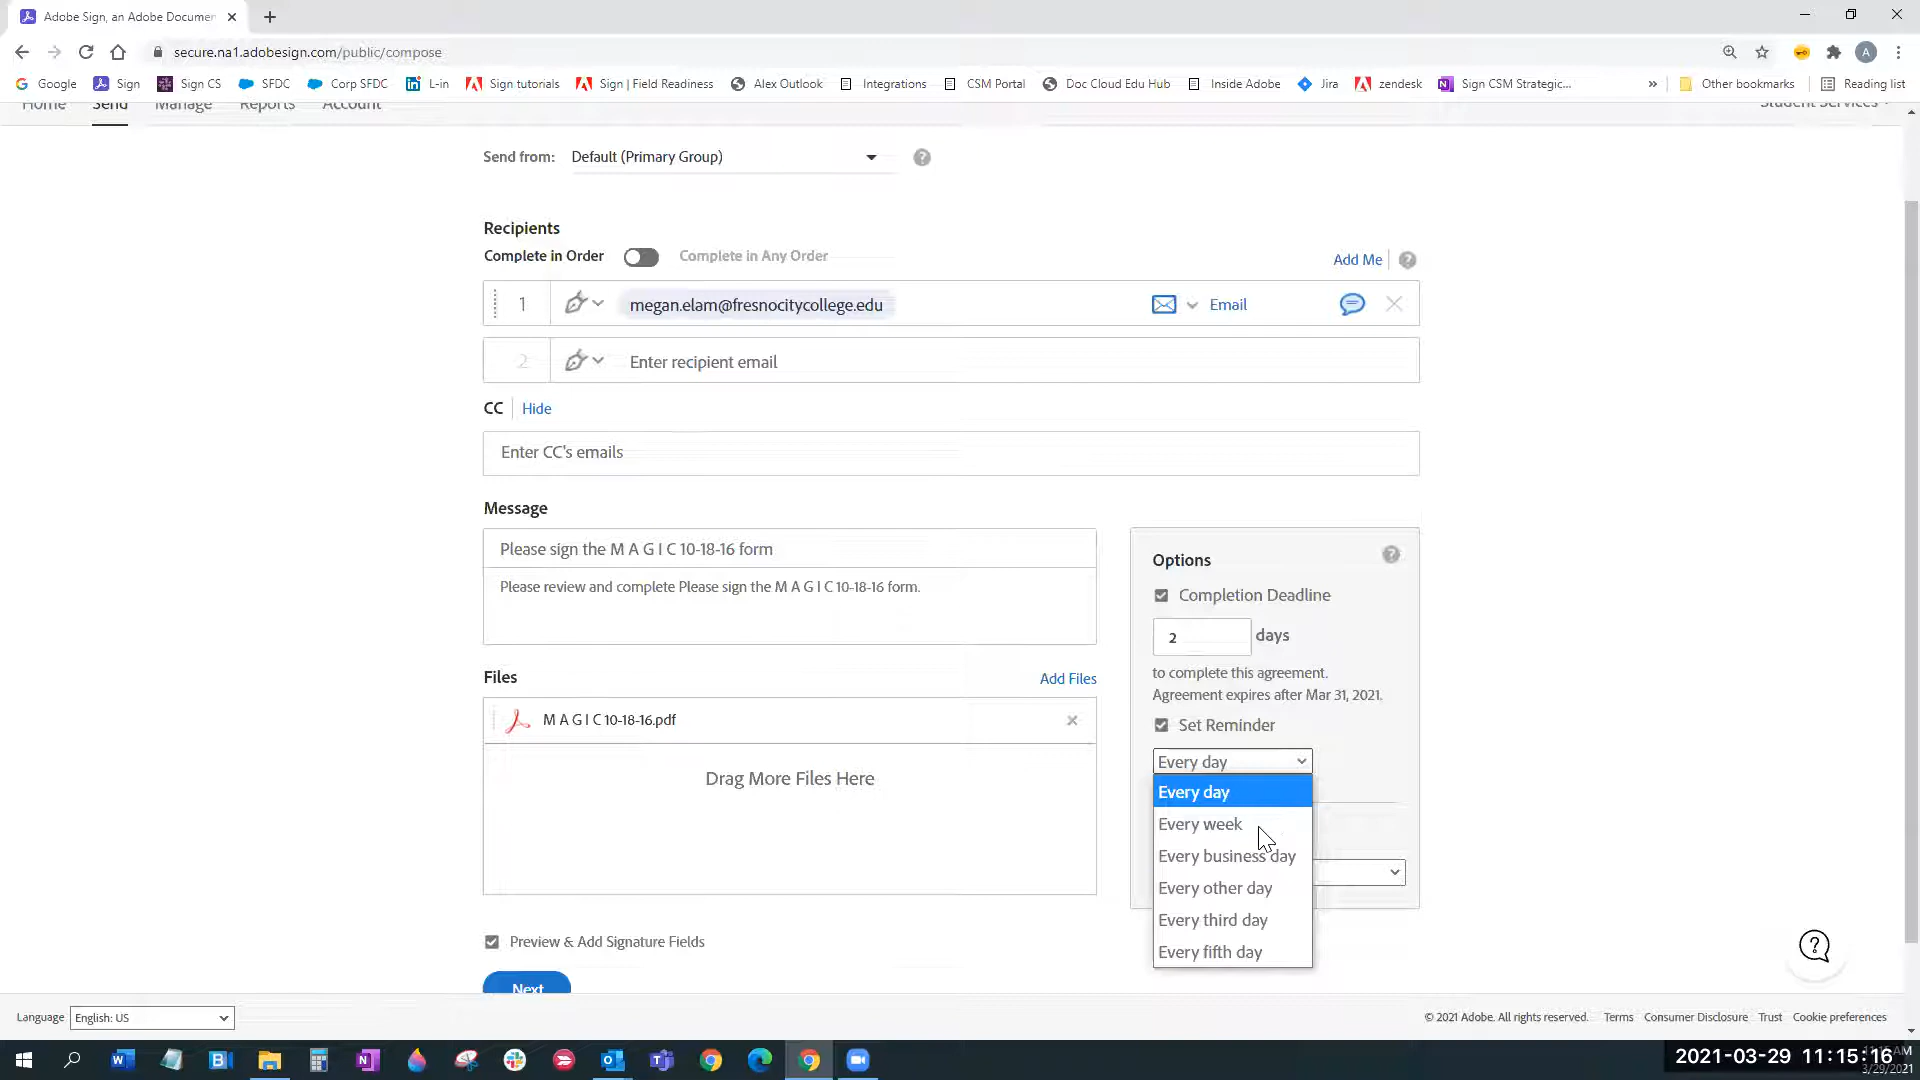 Adobe Sign, an Adobe Documen
secure.na1.adobesign.com/public/compose
A
Google Sign Sign CS SFDC Corp SFDC L-in Sign tutorials Sign | Field Readiness Alex Outlook Integrations CSM Portal Doc Cloud Edu Hub Inside Adobe Jira zendesk Sign CSM Strategic... » Other bookmarks Reading list
Home Send Manage Reports Account Student Services
Send from: Default (Primary Group) ?
Recipients
Complete in Order Complete in Any Order Add Me ?
1 megan.elam@fresnocitycollege.edu Email
2 Enter recipient email
CC Hide
Enter CC's emails
Message
Please sign the M A G I C 10-18-16 form
Please review and complete Please sign the M A G I C 10-18-16 form.
Options ?
Completion Deadline
2 days
to complete this agreement.
Agreement expires after Mar 31, 2021.
Files Add Files
M A G I C 10-18-16.pdf
Drag More Files Here
Set Reminder
Every day
Every day
Every week
Every business day
Every other day
Every third day
Every fifth day
Preview & Add Signature Fields
Next
?
Language English: US © 2021 Adobe. All rights reserved. Terms Consumer Disclosure Trust Cookie preferences
2021-03-29 11:15:16
3/29/2021